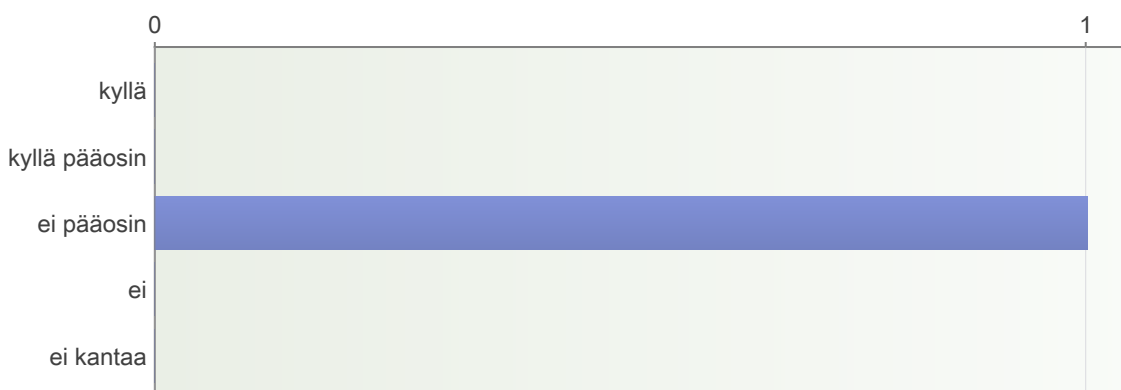 0 1
kyllä
kyllä pääosin
ei pääosin
ei
ei kantaa